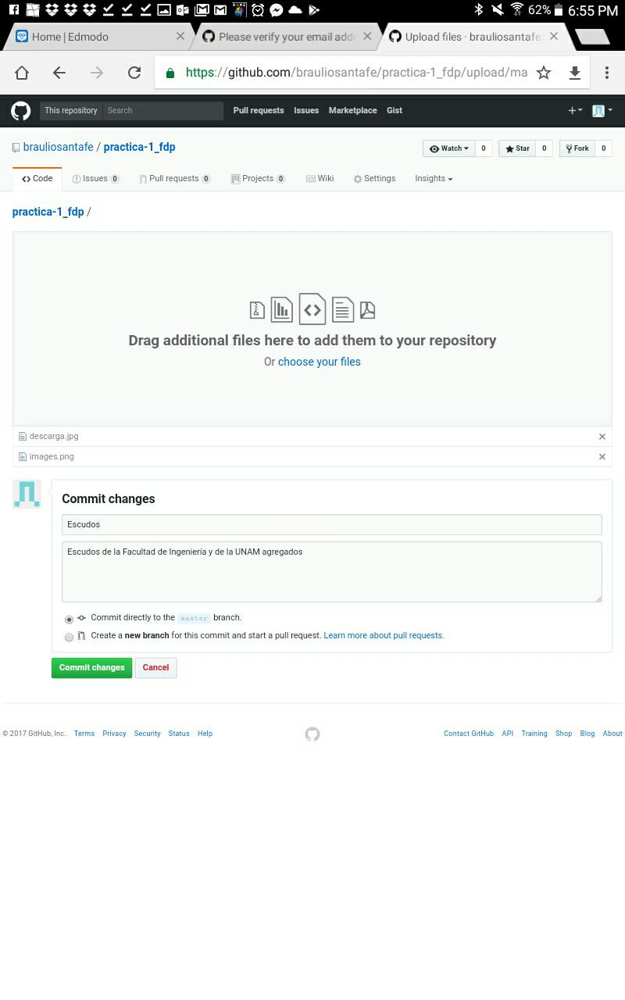 62% 6:55 PM
Home | Edmodo
Please verify your email addr
Upload files · brauliosantafe
https://github.com/brauliosantafe/practica-1_fdp/upload/ma
This repository Search Pull requests Issues Marketplace Gist
brauliosantafe / practica-1_fdp
Watch 0 Star 0 Fork 0
Code Issues 0 Pull requests 0 Projects 0 Wiki Settings Insights
practica-1_fdp /
Drag additional files here to add them to your repository
Or choose your files
descarga.jpg
images.png
Commit changes
Escudos
Escudos de la Facultad de Ingeniería y de la UNAM agregados
Commit directly to the master branch.
Create a new branch for this commit and start a pull request. Learn more about pull requests.
Commit changes Cancel
© 2017 GitHub, Inc. Terms Privacy Security Status Help Contact GitHub API Training Shop Blog About